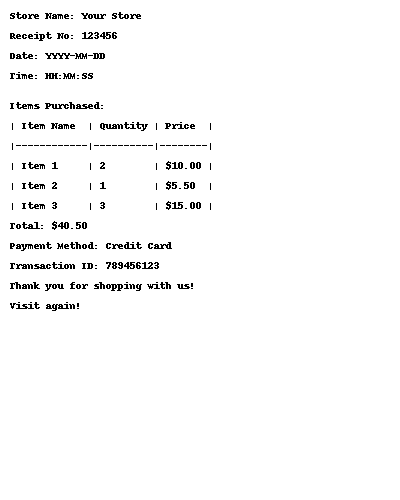 Store Name: Your Store
Receipt No: 123456
Date: YYYY-MM-DD
Time: HH:MM:SS
Items Purchased:
| Item Name  | Quantity | Price  |
|------------|----------|--------|
| Item 1     | 2        | $10.00 |
| Item 2     | 1        | $5.50  |
| Item 3     | 3        | $15.00 |
Total: $40.50
Payment Method: Credit Card
Transaction ID: 789456123
Thank you for shopping with us!
Visit again!